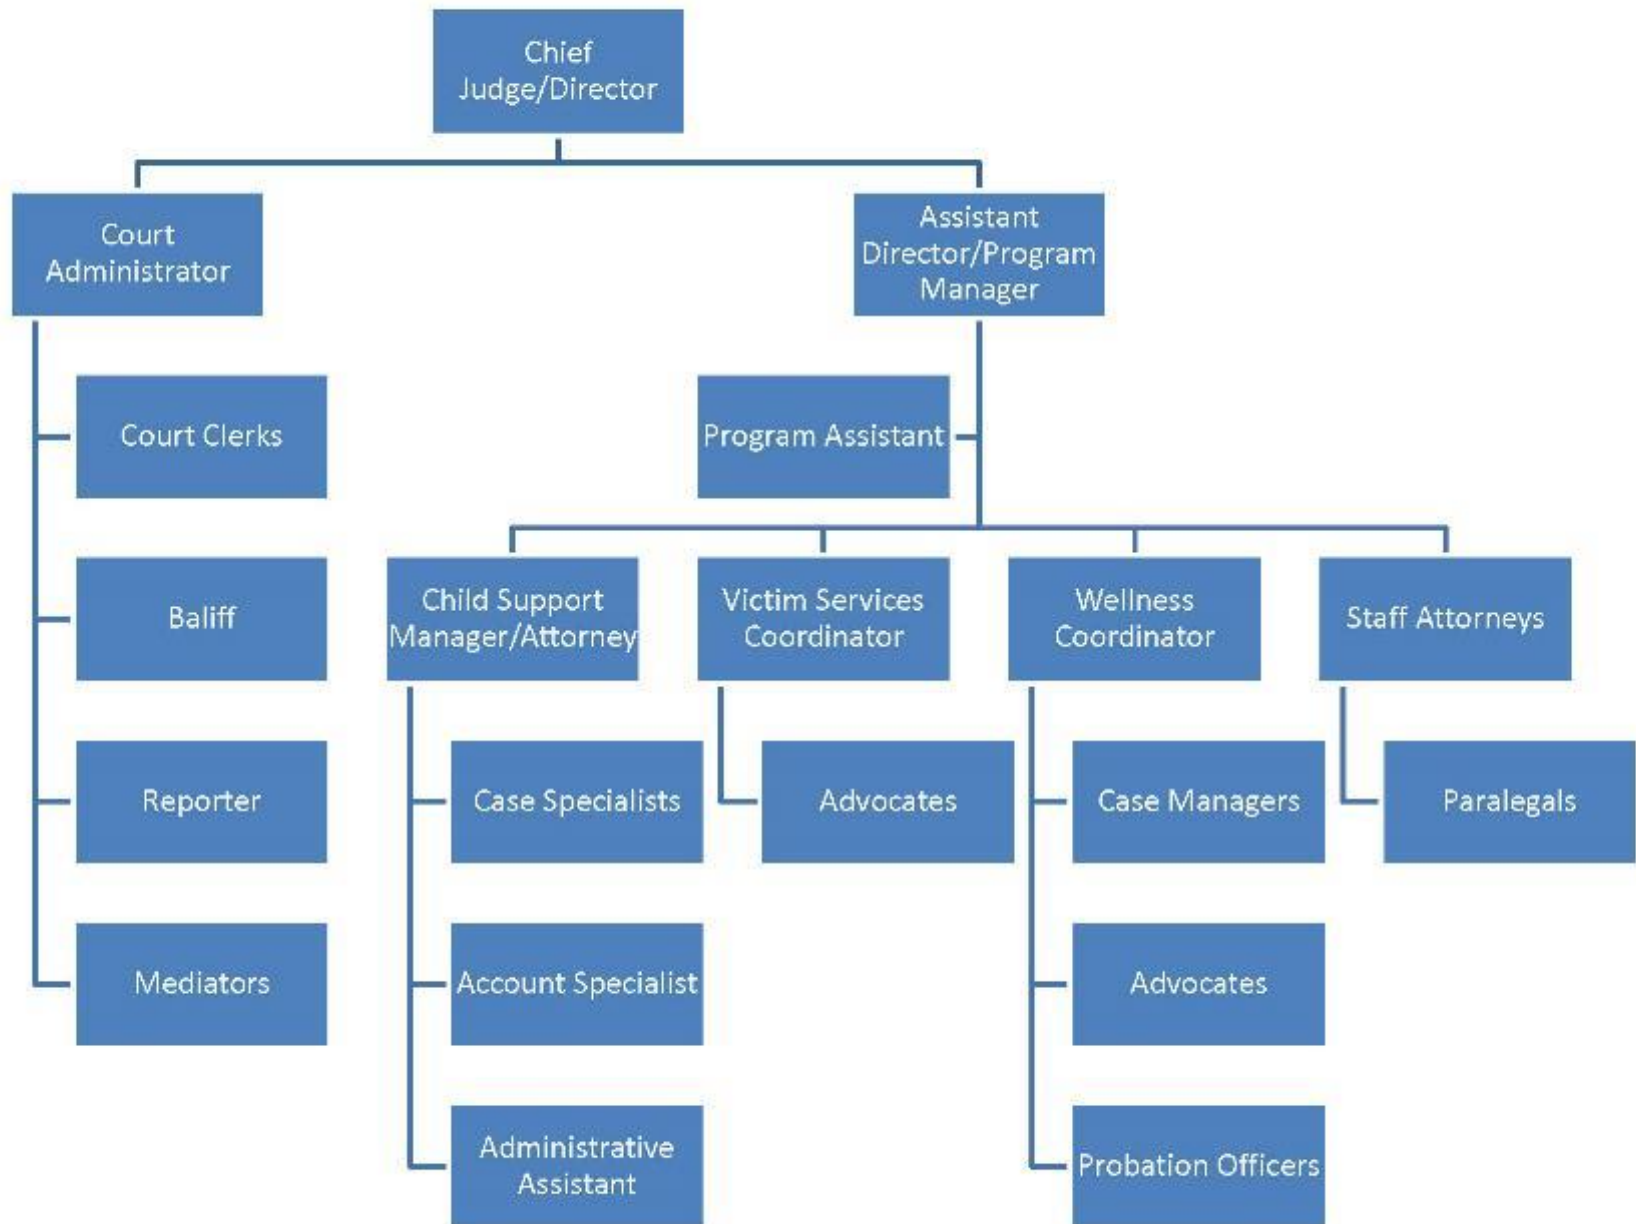 Chief
Judge/Director
Court
Administrator
Assistant
Director/Program
Manager
Court Clerks
Program Assistant
Baliff
Child Support
Manager/Attorney
Victim Services
Coordinator
Wellness
Coordinator
Staff Attorneys
Reporter
Case Specialists
Advocates
Case Managers
Paralegals
Mediators
Account Specialist
Advocates
Administrative
Assistant
Probation Officers